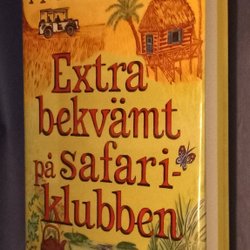 Extra
bekvämt
på safari-
klubben